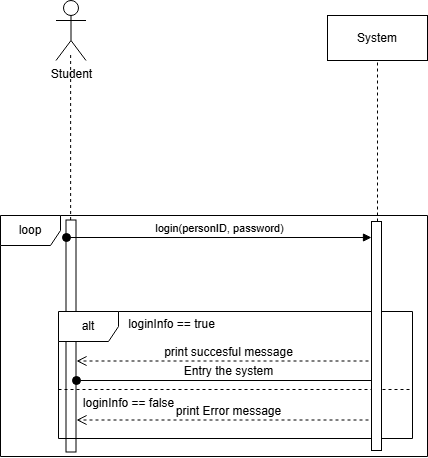 Student
System
loop
login(personID, password)
alt
loginInfo == true
print succesful message
Entry the system
loginInfo == false
print Error message